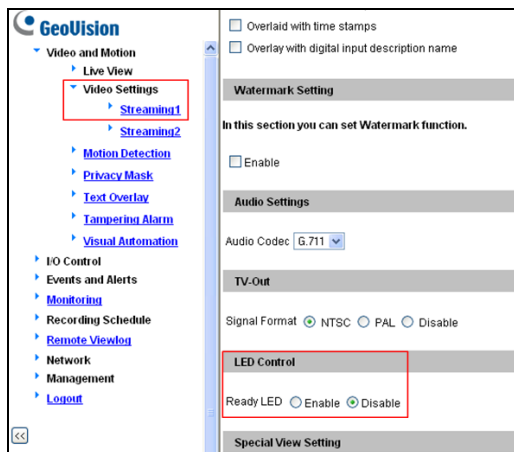 GeoVision
Video and Motion
Live View
Video Settings
Streaming1
Streaming2
Motion Detection
Privacy Mask
Text Overlay
Tampering Alarm
Visual Automation
I/O Control
Events and Alerts
Monitoring
Recording Schedule
Remote Viewlog
Network
Management
Logout
<<
Overlaid with time stamps
Overlay with digital input description name
Watermark Setting
In this section you can set Watermark function.
Enable
Audio Settings
Audio Codec G.711
TV-Out
Signal Format NTSC PAL Disable
LED Control
Ready LED Enable Disable
Special View Setting